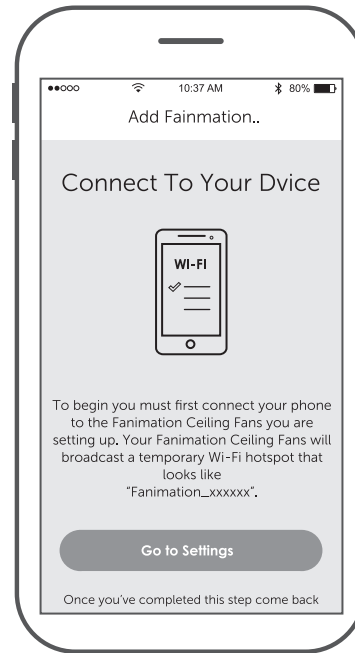 10:37 AM 80%
Add Fainmation..
Connect To Your Dvice
WI-FI
To begin you must first connect your phone
to the Fanimation Ceiling Fans you are
setting up. Your Fanimation Ceiling Fans will
broadcast a temporary Wi-Fi hotspot that
looks like
“Fanimation_xxxxxx”.
Go to Settings
Once you’ve completed this step come back